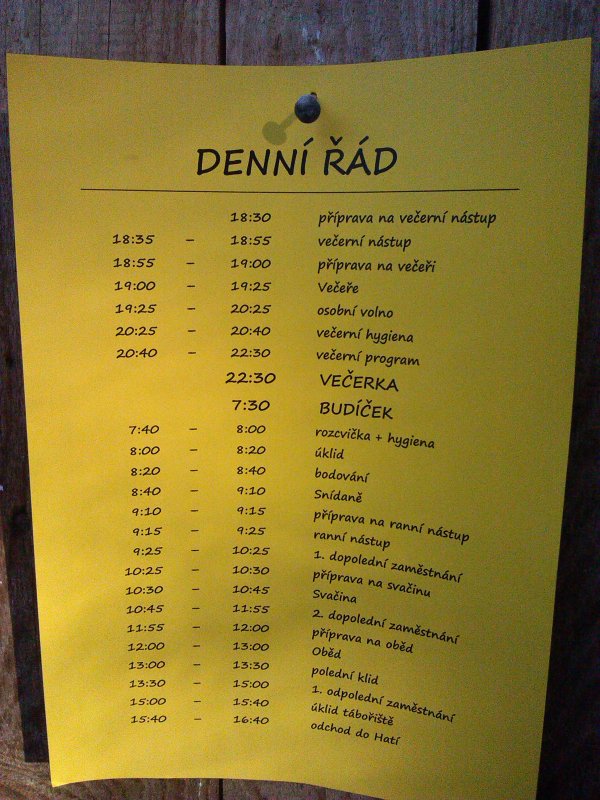 DENNÍ ŘÁD
18:30 příprava na večerní nástup
18:35 – 18:55 večerní nástup
18:55 – 19:00 příprava na večeři
19:00 – 19:25 Večeře
19:25 – 20:25 osobní volno
20:25 – 20:40 večerní hygiena
20:40 – 22:30 večerní program
22:30 VEČERKA
7:30 BUDÍČEK
7:40 – 8:00 rozcvička + hygiena
8:00 – 8:20 úklid
8:20 – 8:40 bodování
8:40 – 9:10 Snídaně
9:10 – 9:15 příprava na ranní nástup
9:15 – 9:25 ranní nástup
9:25 – 10:25 1. dopolední zaměstnání
10:25 – 10:30 příprava na svačinu
10:30 – 10:45 Svačina
10:45 – 11:55 2. dopolední zaměstnání
11:55 – 12:00 příprava na oběd
12:00 – 13:00 Oběd
13:00 – 13:30 polední klid
13:30 – 15:00 1. odpolední zaměstnání
15:00 – 15:40 úklid tábořiště
15:40 – 16:40 odchod do Hatí